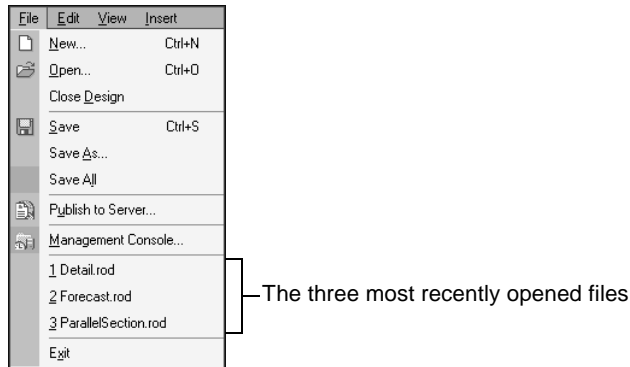 File Edit View Insert
New... Ctrl+N
Open... Ctrl+O
Close Design
Save Ctrl+S
Save As...
Save All
Publish to Server...
Management Console...
1 Detail.rod
2 Forecast.rod
The three most recently opened files
3 ParallelSection.rod
Exit